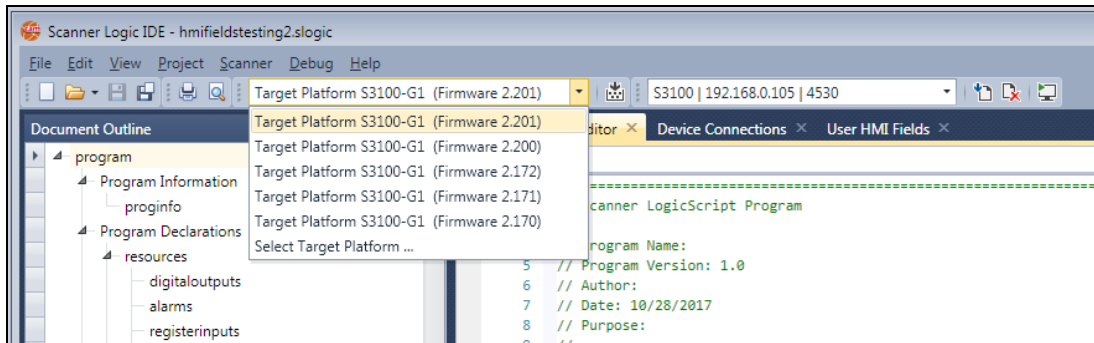 Scanner Logic IDE - hmifieldstesting2.slogic
File Edit View Project Scanner Debug Help
Target Platform S3100-G1 (Firmware 2.201)
S3100 | 192.168.0.105 | 4530
Document Outline
Device Connections
User HMI Fields
Target Platform S3100-G1 (Firmware 2.201)
Target Platform S3100-G1 (Firmware 2.200)
Target Platform S3100-G1 (Firmware 2.172)
Target Platform S3100-G1 (Firmware 2.171)
Target Platform S3100-G1 (Firmware 2.170)
Select Target Platform ...
program
Program Information
proginfo
Program Declarations
resources
digitaloutputs
alarms
registerinputs
canner LogicScript Program
rogram Name:
5 // Program Version: 1.0
6 // Author:
7 // Date: 10/28/2017
8 // Purpose: